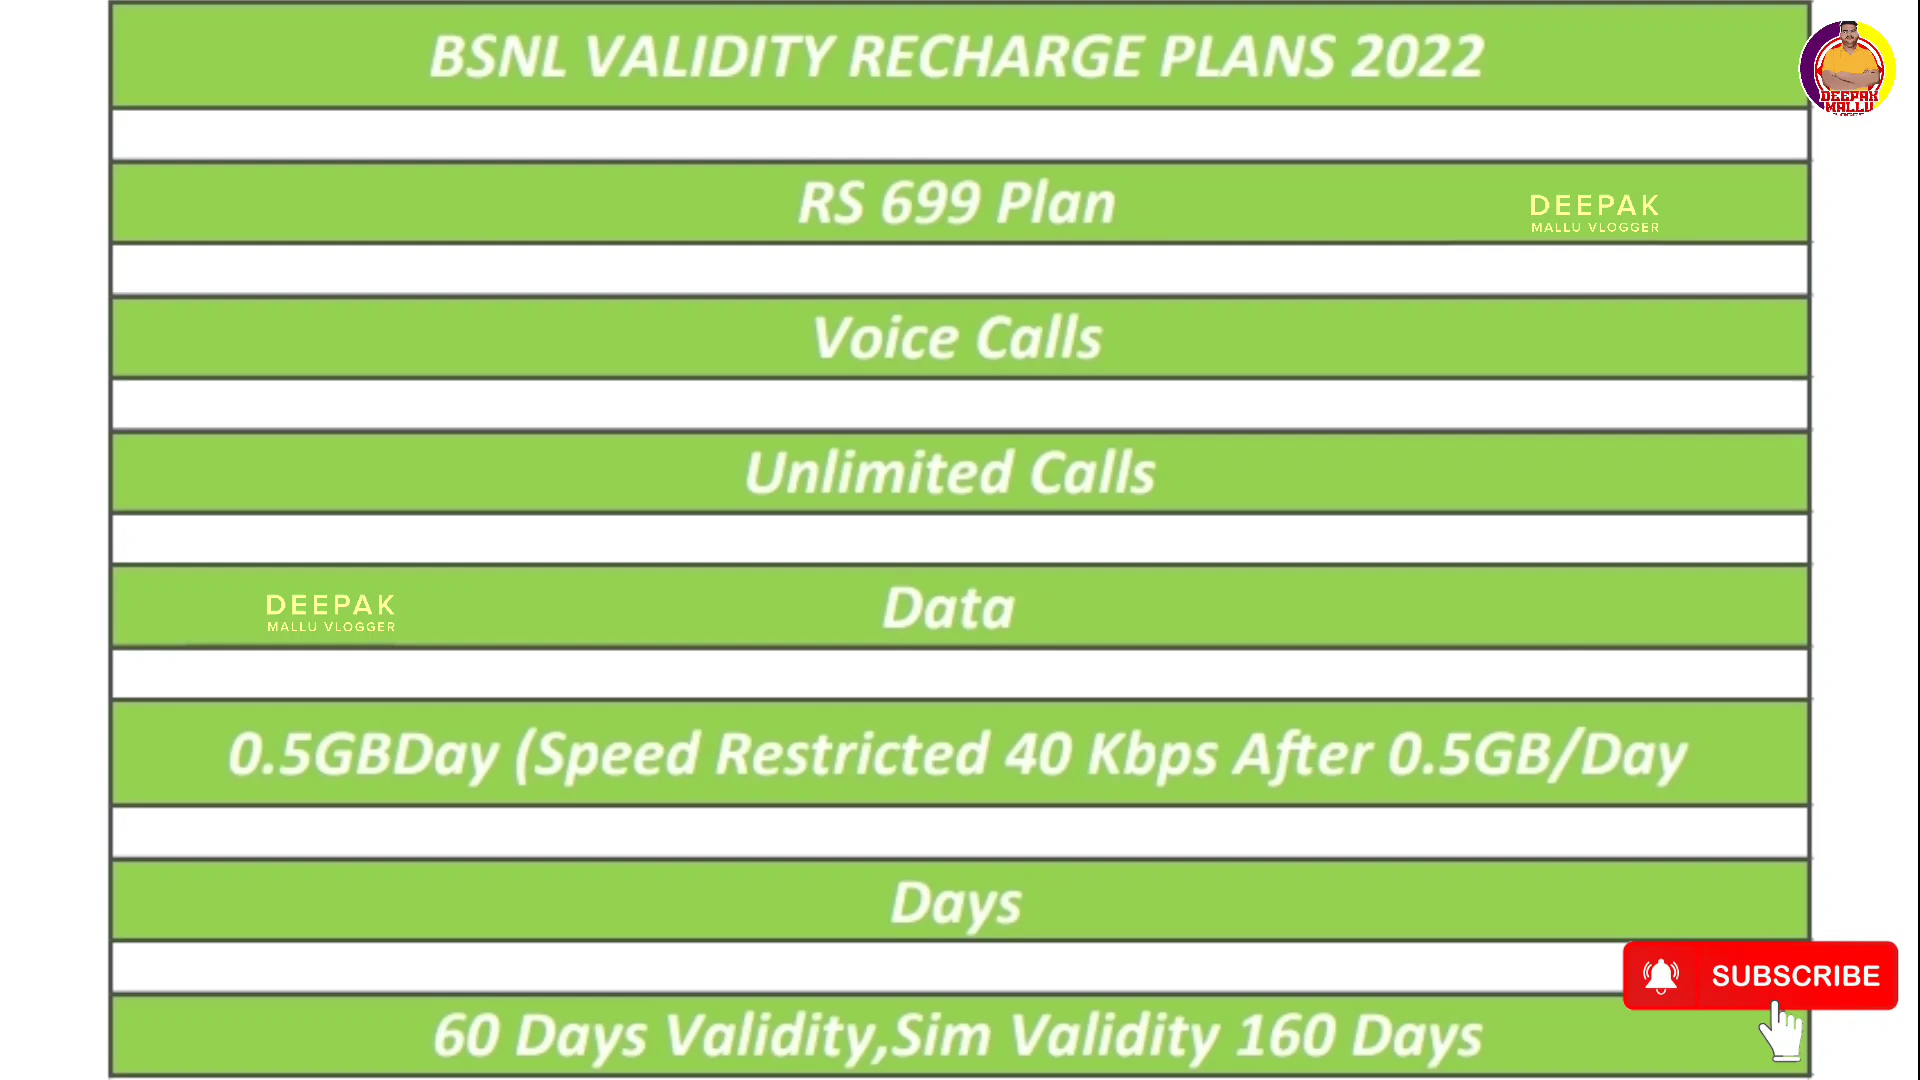 BSNL VALIDITY RECHARGE PLANS 2022
DEEPAK
MALLU
RS 699 Plan
DEEPAK
MALLU VLOGGER
Voice Calls
Unlimited Calls
DEEPAK
MALLU VLOGGER
Data
0.5GBDay (Speed Restricted 40 Kbps After 0.5GB/Day
Days
SUBSCRIBE
60 Days Validity,Sim Validity 160 Days